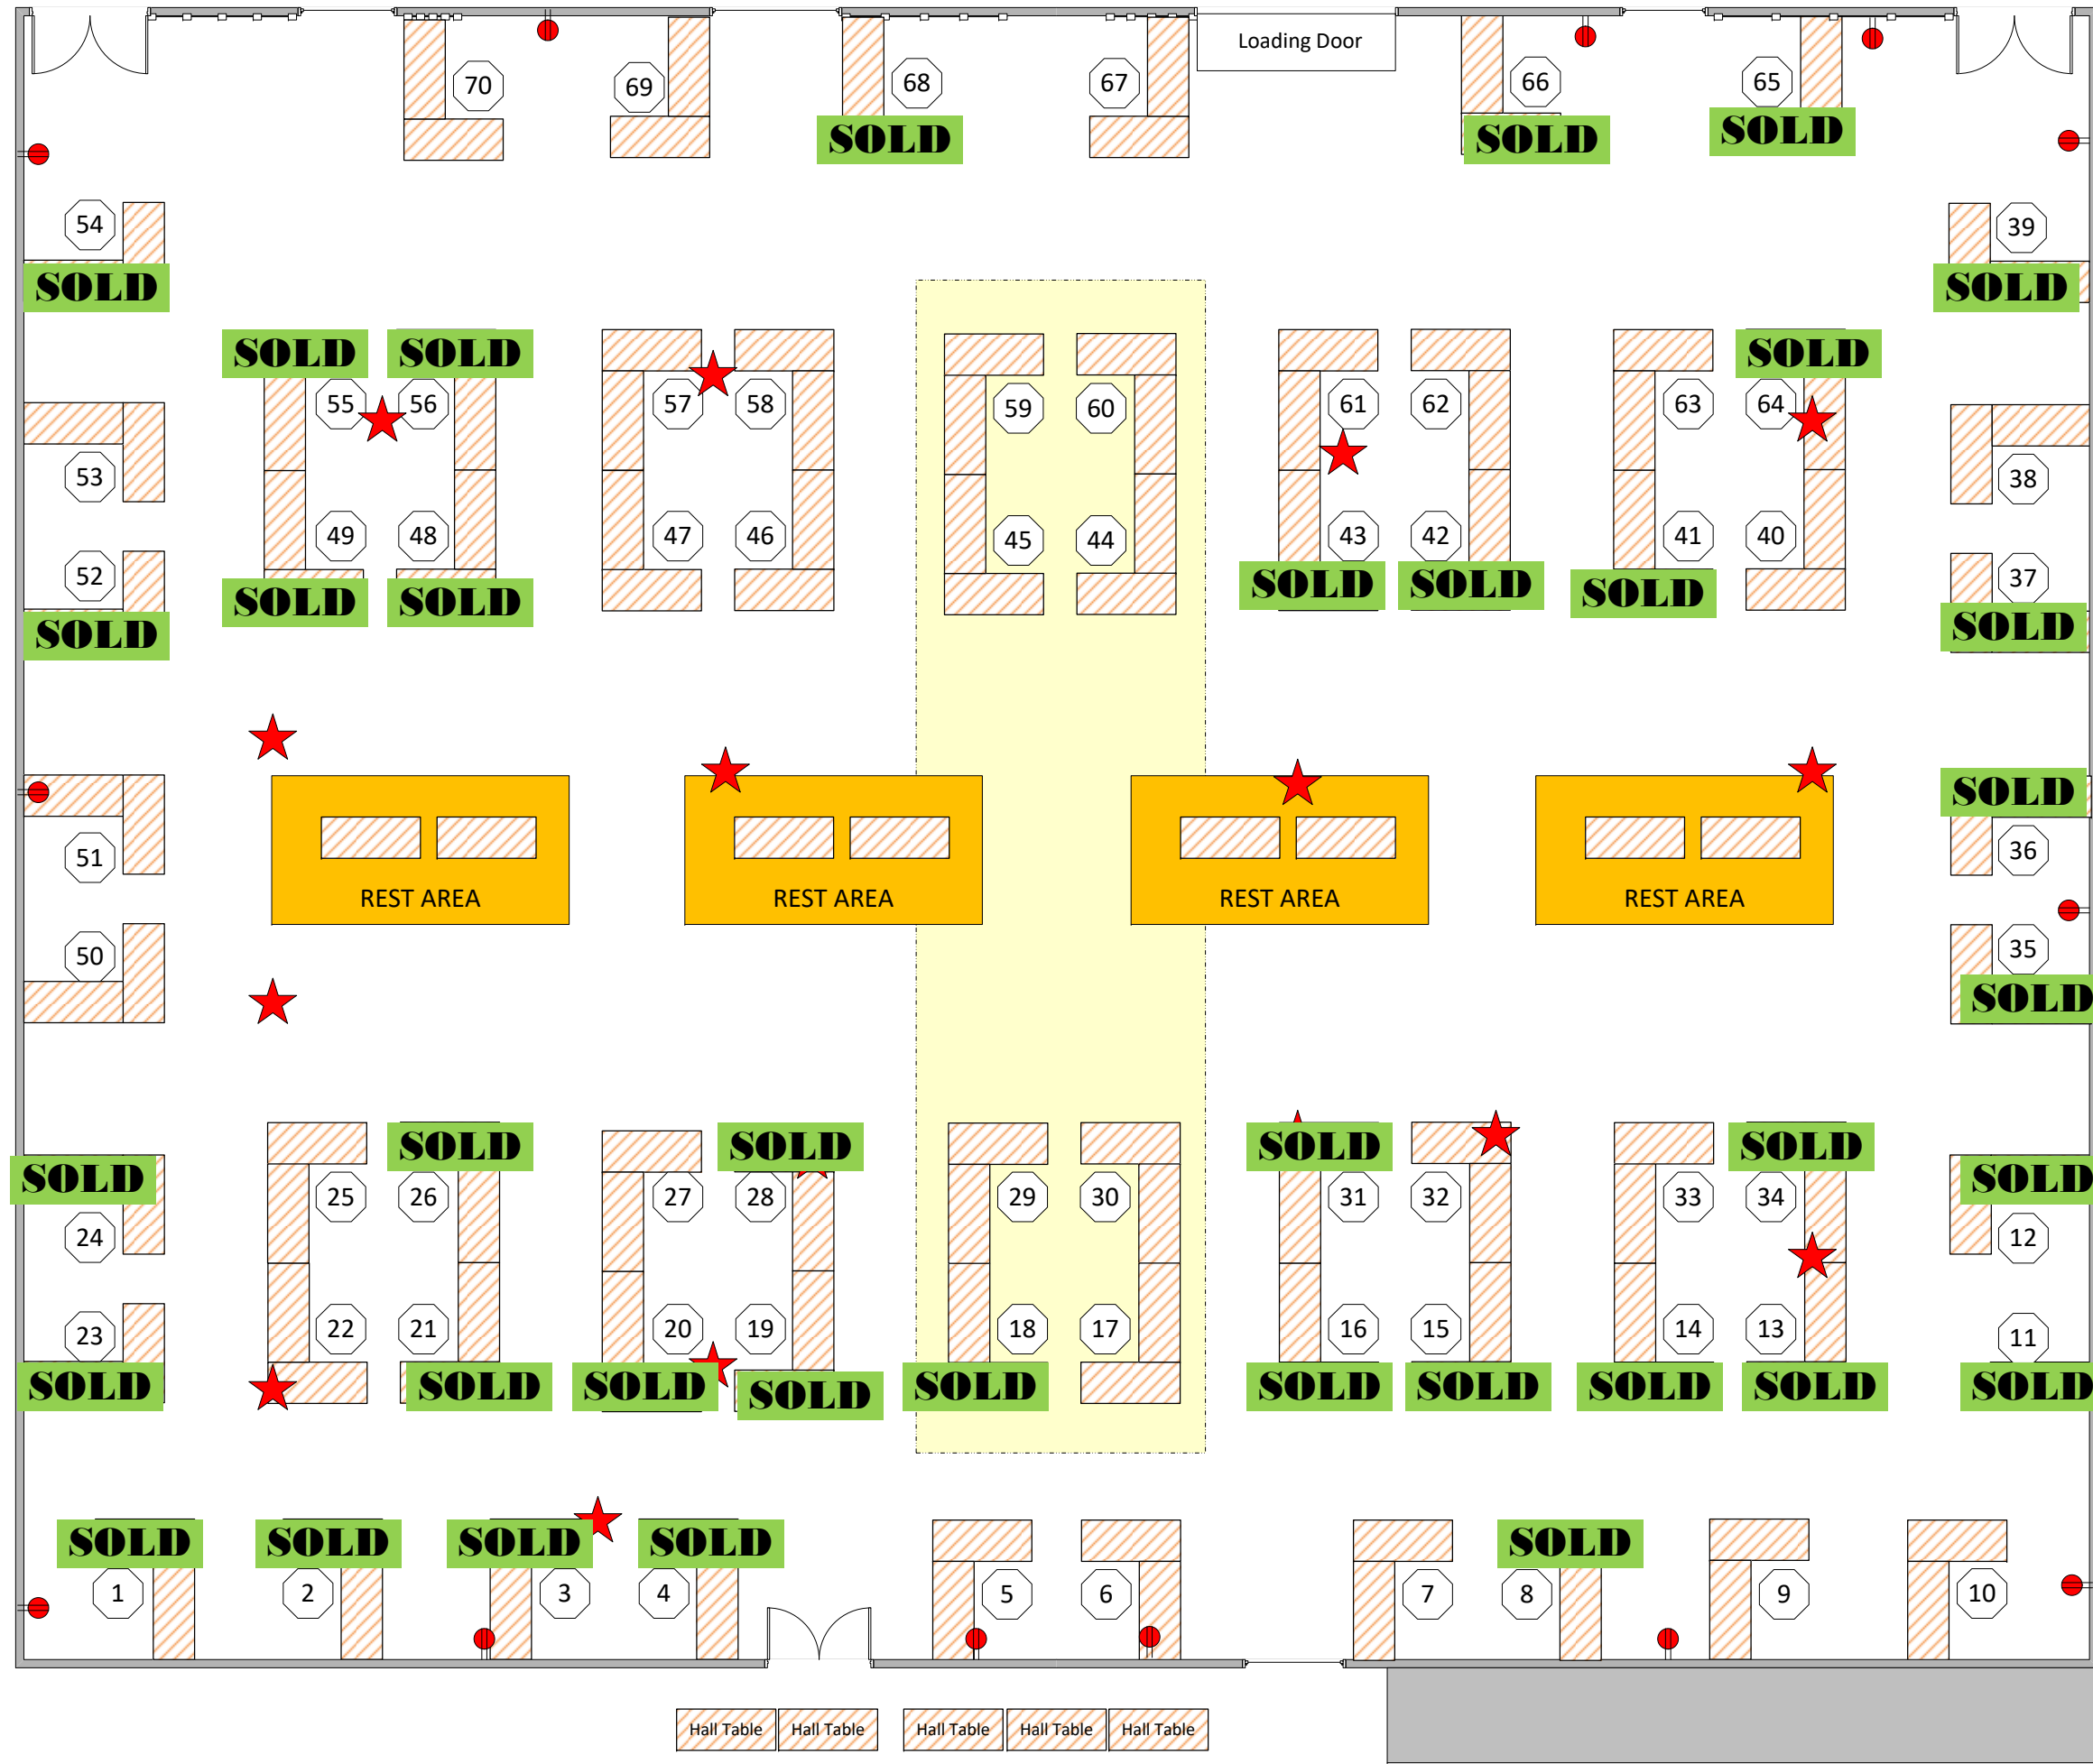 Loading Door
70 69 68 67 66 65
SOLD SOLD SOLD
54 39
SOLD SOLD
SOLD SOLD SOLD
55 56 57 58 59 60 61 62 63 64
53 38
49 48 47 46 45 44 43 42 41 40
52 37
SOLD SOLD SOLD SOLD SOLD
SOLD SOLD
SOLD
51 36
REST AREA REST AREA REST AREA REST AREA
50 35
SOLD
SOLD SOLD SOLD SOLD
SOLD SOLD
25 26 27 28 29 30 31 32 33 34
24 12
23 22 21 20 19 18 17 16 15 14 13 11
SOLD SOLD SOLD SOLD SOLD SOLD SOLD SOLD SOLD SOLD
SOLD SOLD SOLD SOLD SOLD
1 2 3 4 5 6 7 8 9 10
Hall Table Hall Table Hall Table Hall Table Hall Table